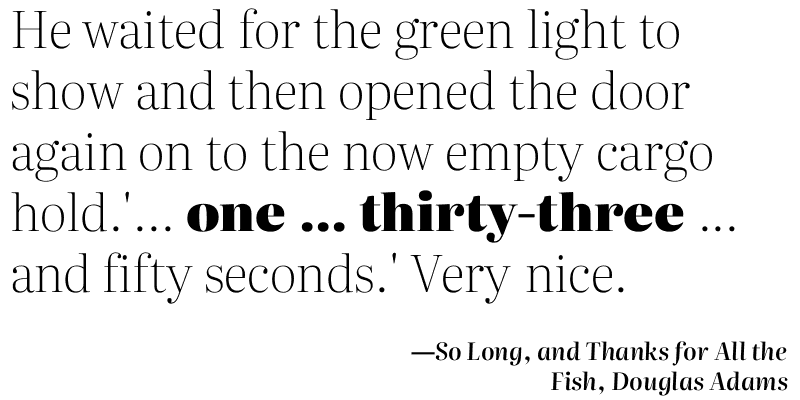 He waited for the green light to
show and then opened the door
again on to the now empty cargo
hold.'... one ... thirty-three ...
and fifty seconds.' Very nice.
—So Long, and Thanks for All the
Fish, Douglas Adams